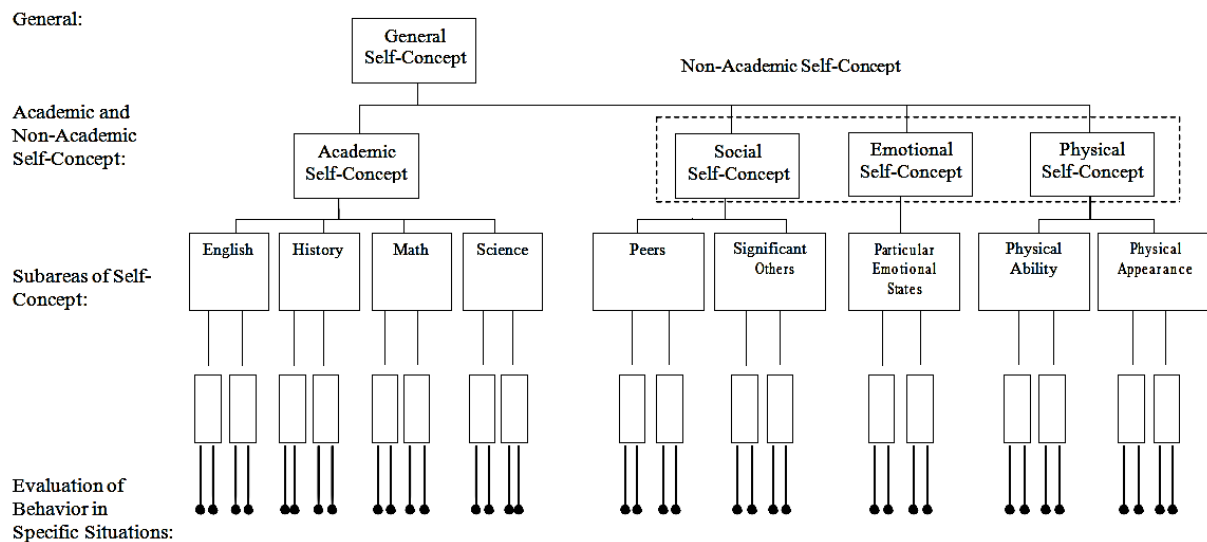 General:
General
Self-Concept
Non-Academic Self-Concept
Academic and
Non-Academic
Self-Concept:
Academic
Self-Concept
Social
Self-Concept
Emotional
Self-Concept
Physical
Self-Concept
Subareas of Self-
Concept:
English
History
Math
Science
Peers
Significant
Others
Particular
Emotional
States
Physical
Ability
Physical
Appearance
Evaluation of
Behavior in
Specific Situations: